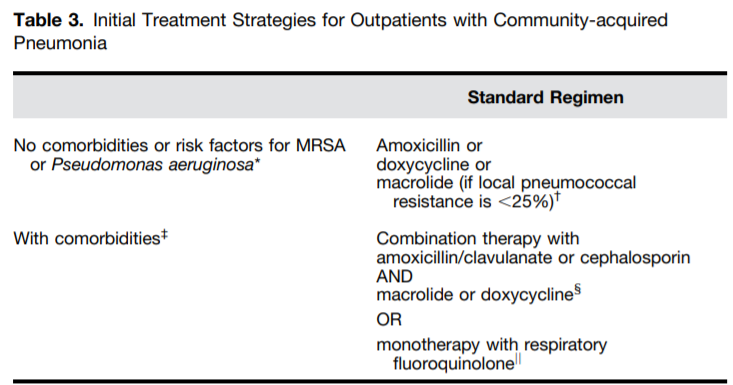 Table 3. Initial Treatment Strategies for Outpatients with Community-acquired
Pneumonia
Standard Regimen
No comorbidities or risk factors for MRSA
or Pseudomonas aeruginosa*
Amoxicillin or
doxycycline or
macrolide (if local pneumococcal
resistance is <25%)†
With comorbidities‡
Combination therapy with
amoxicillin/clavulanate or cephalosporin
AND
macrolide or doxycycline§
OR
monotherapy with respiratory
fluoroquinolone||